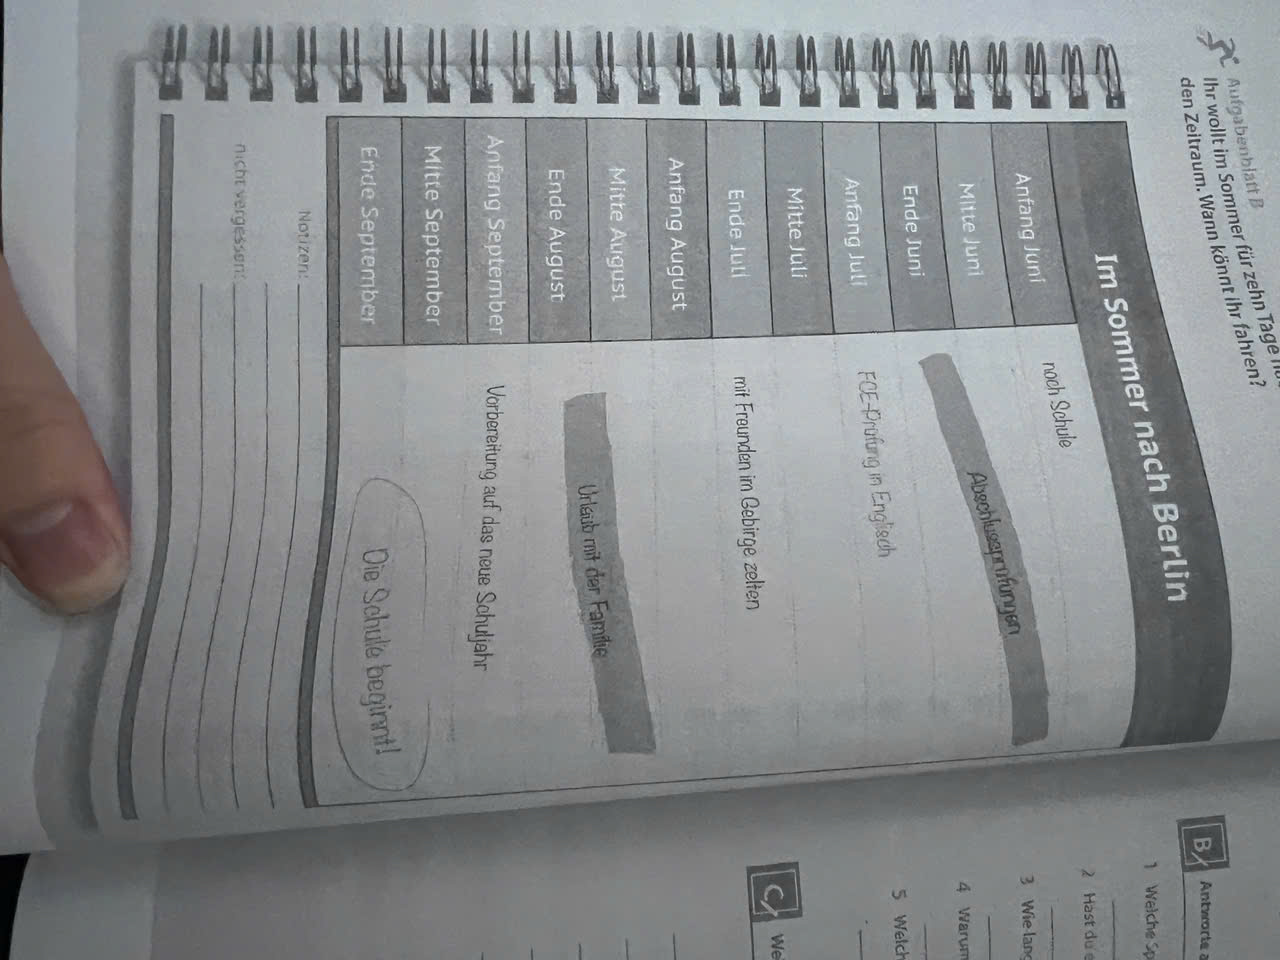 Aufgabenblatt B
Ihr wollt im Sommer für zehn Tage
den Zeitraum. Wann könnt ihr fahren?
Im Sommer nach Berlin
Anfang Juni noch Schule
Mitte Juni Abschlussprüfungen
Ende Juni
Anfang Juli FCE-Prüfung in Englisch
Mitte Juli
Ende Juli mit Freunden im Gebirge zelten
Anfang August
Mitte August Urlaub mit der Familie
Ende August
Anfang September Vorbereitung auf das neue Schuljahr
Mitte September
Ende September Die Schule beginnt!
Notizen:
nicht vergessen:
B Antworte a
1 Welche Sp
2 Hast du e
3 Wie lang
4 Warum
5 Welch
C We